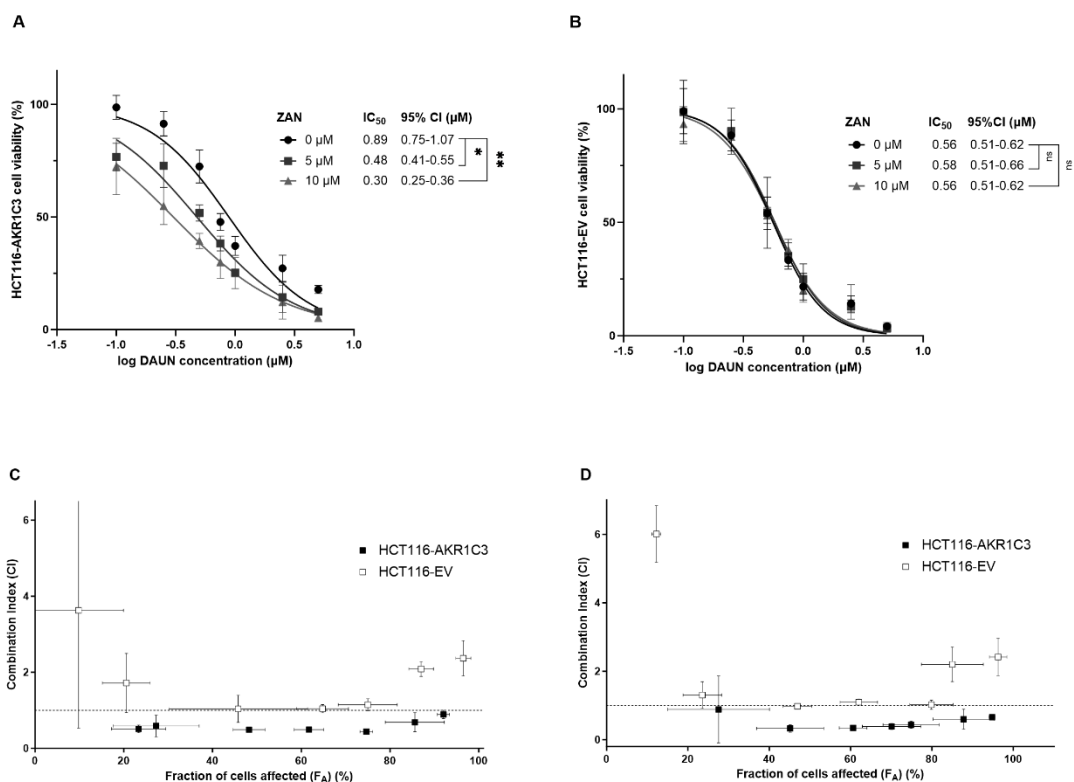 A
HCT116-AKR1C3 cell viability (%)
100
50
0
-1.5 -1.0 -0.5 0.0 0.5 1.0
log DAUN concentration (µM)
ZAN IC50 95% CI (µM)
0 µM 0.89 0.75-1.07
5 µM 0.48 0.41-0.55
10 µM 0.30 0.25-0.36
*
**
B
HCT116-EV cell viability (%)
100
50
0
-1.5 -1.0 -0.5 0.0 0.5 1.0
log DAUN concentration (µM)
ZAN IC50 95%CI (µM)
0 µM 0.56 0.51-0.62
5 µM 0.58 0.51-0.66
10 µM 0.56 0.51-0.62
ns
ns
C
Combination Index (CI)
6
4
2
0
0 20 40 60 80 100
Fraction of cells affected (FA) (%)
HCT116-AKR1C3
HCT116-EV
D
Combination Index (CI)
6
4
2
0
0 20 40 60 80 100
Fraction of cells affected (FA) (%)
HCT116-AKR1C3
HCT116-EV